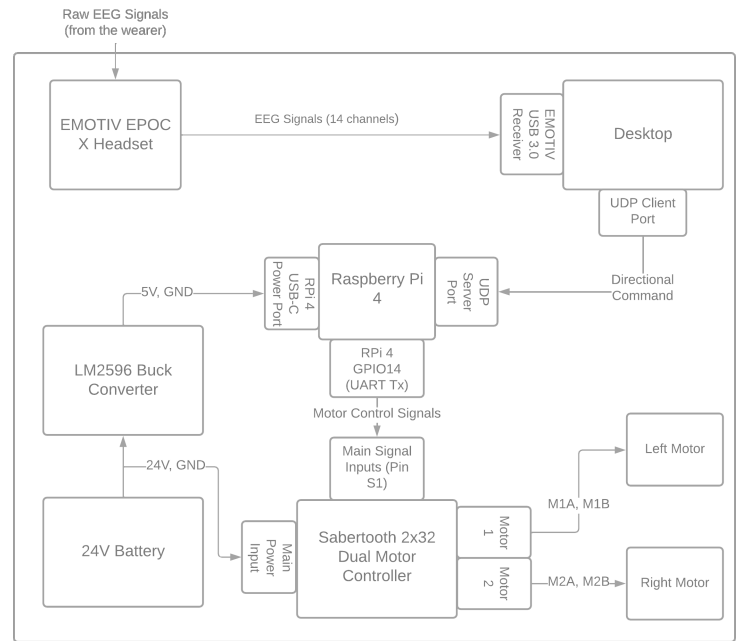 Raw EEG Signals
(from the wearer)
EMOTIV EPOC
X Headset
EEG Signals (14 channels)
EMOTIV
USB 3.0
Receiver
Desktop
UDP Client
Port
Directional
Command
RPi 4
USB-C
Power Port
Raspberry Pi
4
UDP
Server
Port
5V, GND
RPi 4
GPIO14
(UART Tx)
LM2596 Buck
Converter
Motor Control Signals
Main Signal
Inputs (Pin
S1)
Left Motor
24V, GND
M1A, M1B
24V Battery
Main
Power
Input
Sabertooth 2x32
Dual Motor
Controller
Motor
1
Motor
2
M2A, M2B
Right Motor